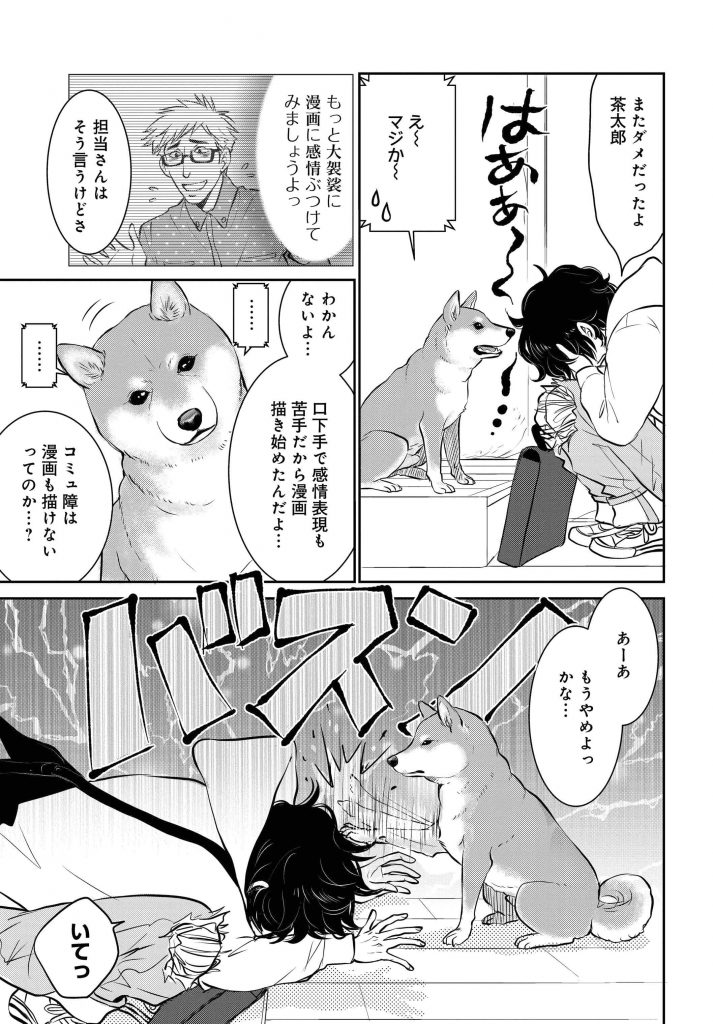 またダメだったよ
茶太郎
はあぁ〜〜…
え〜
マジか〜
もっと大袈裟に
漫画に感情ぶつけて
みましょうよっ
担当さんは
そう言うけどさ
わかん
ないよ…
口下手で感情表現も
苦手だから漫画
描き始めたんだよ…
……
……
コミュ障は
漫画も描けない
ってのか…?
あーあ
もうやめよっ
かな…
バスン
いてっ